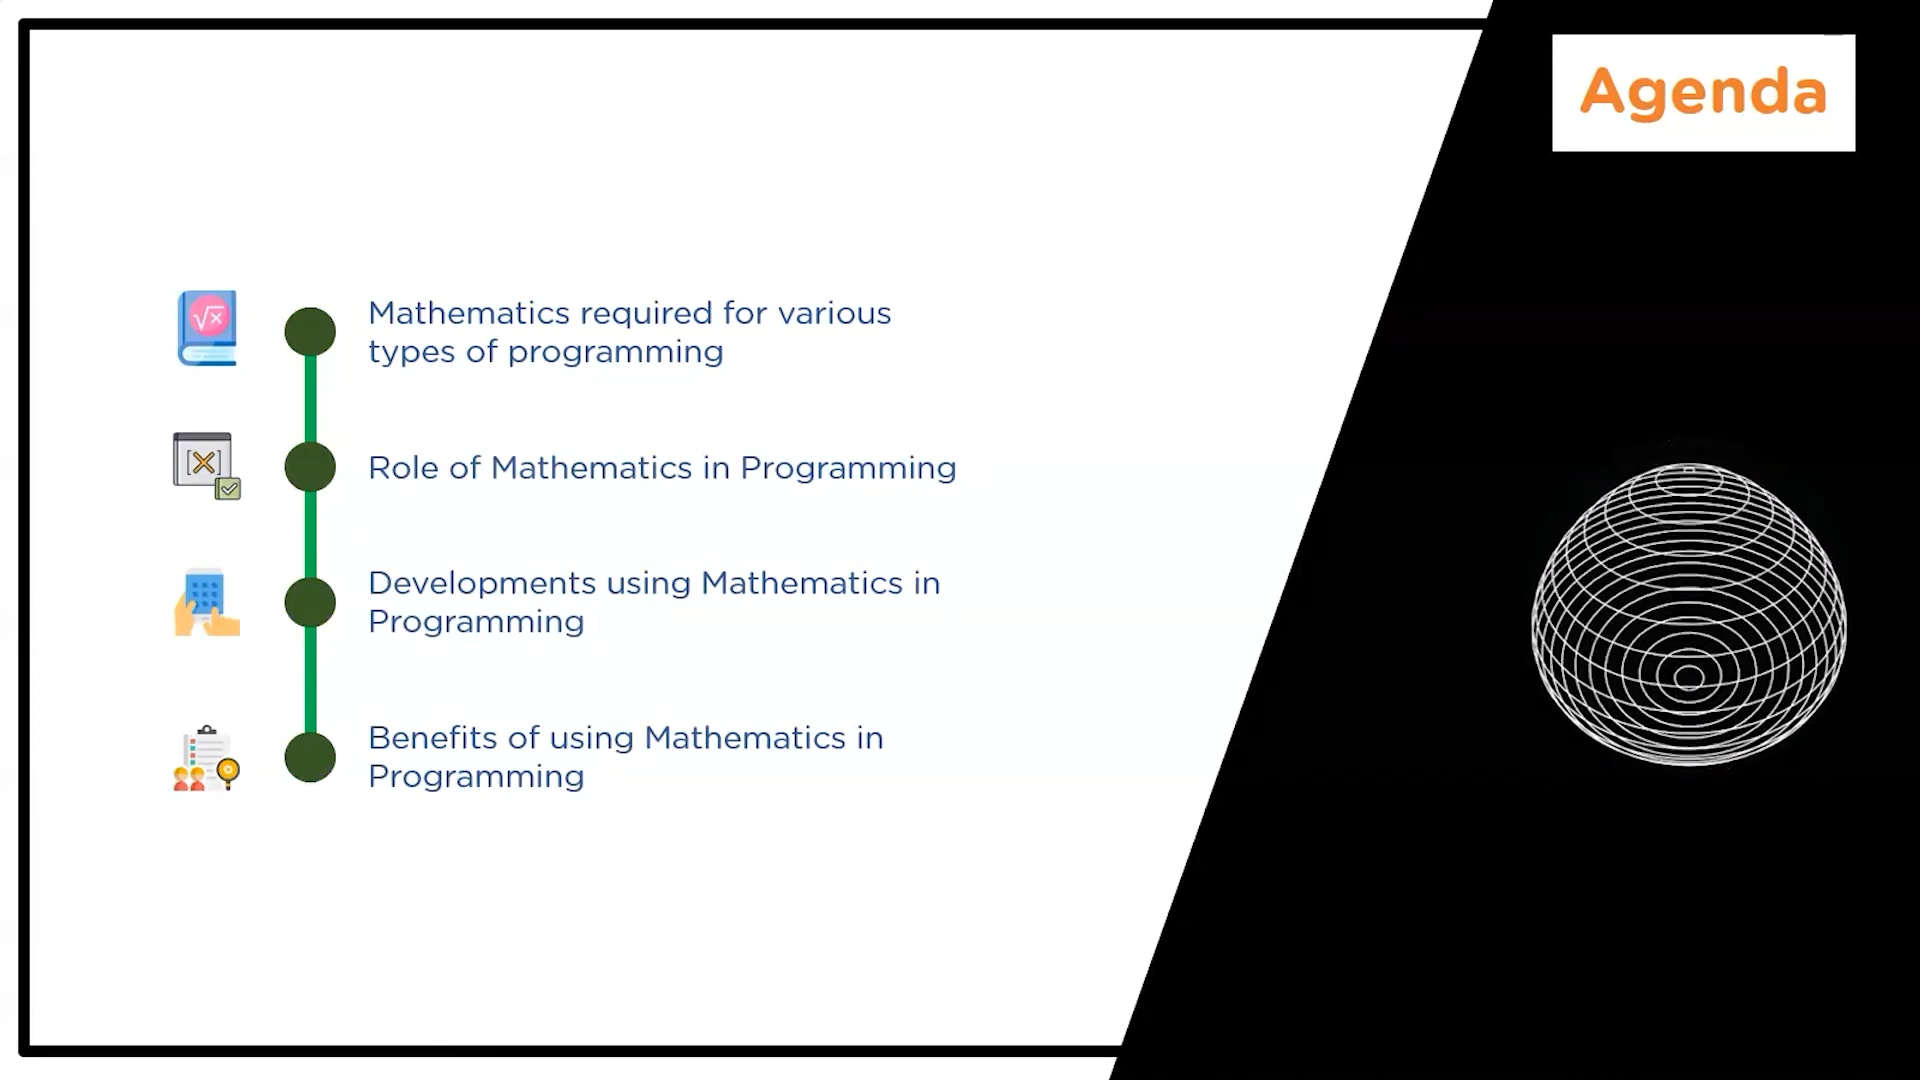 Agenda
Mathematics required for various
types of programming
Role of Mathematics in Programming
Developments using Mathematics in
Programming
Benefits of using Mathematics in
Programming